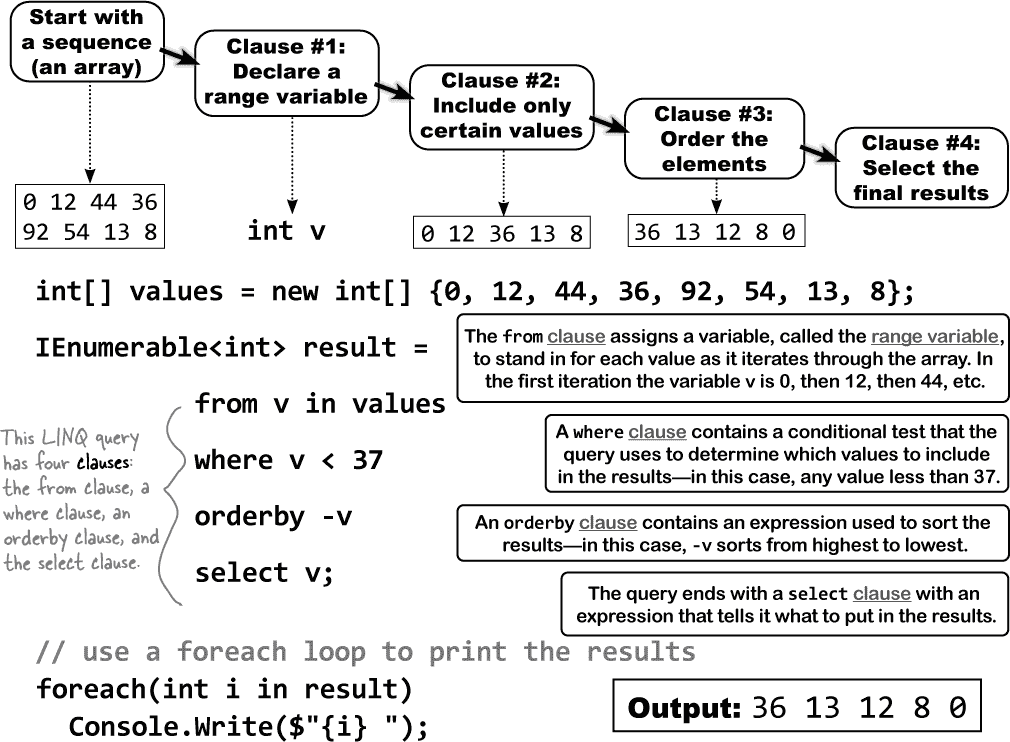 Start with
a sequence
(an array)
Clause #1:
Declare a
range variable
Clause #2:
Include only
certain values
Clause #3:
Order the
elements
Clause #4:
Select the
final results
0 12 44 36
92 54 13 8
int v
0 12 36 13 8
36 13 12 8 0
int[] values = new int[] {0, 12, 44, 36, 92, 54, 13, 8};
IEnumerable<int> result =
The from clause assigns a variable, called the range variable,
to stand in for each value as it iterates through the array. In
the first iteration the variable v is 0, then 12, then 44, etc.
from v in values
This LINQ query
has four clauses:
the from clause, a
where clause, an
orderby clause, and
the select clause.
where v < 37
A where clause contains a conditional test that the
query uses to determine which values to include
in the results—in this case, any value less than 37.
orderby -v
An orderby clause contains an expression used to sort the
results—in this case, -v sorts from highest to lowest.
select v;
The query ends with a select clause with an
expression that tells it what to put in the results.
// use a foreach loop to print the results
foreach(int i in result)
Console.Write($"{i} ");
Output: 36 13 12 8 0